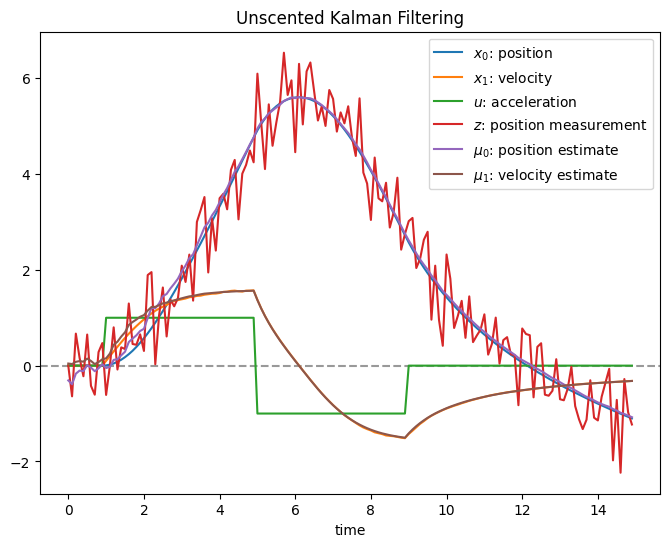 Unscented Kalman Filtering
x₀: position
x₁: velocity
u: acceleration
z: position measurement
μ₀: position estimate
μ₁: velocity estimate
6
4
2
0
−2
0 2 4 6 8 10 12 14
time